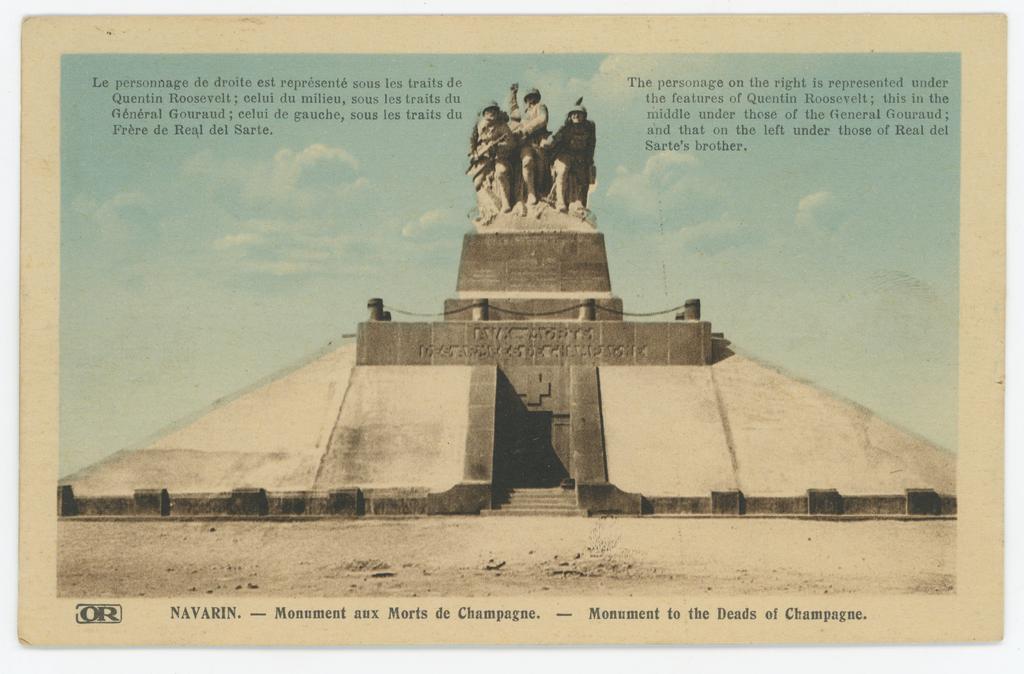 Le personnage de droite est représenté sous les traits de
Quentin Roosevelt ; celui du milieu, sous les traits du
Général Gouraud ; celui de gauche, sous les traits du
Frère de Real del Sarte.
The personage on the right is represented under
the features of Quentin Roosevelt ; this in the
middle under those of the General Gouraud ;
and that on the left under those of Real del
Sarte's brother.
AUX MORTS
DES ARMÉES DE CHAMPAGNE
OR
NAVARIN. — Monument aux Morts de Champagne. — Monument to the Deads of Champagne.